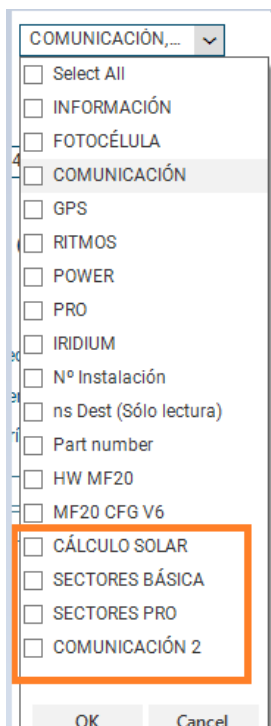 COMUNICACIÓN,...
Select All
INFORMACIÓN
FOTOCÉLULA
COMUNICACIÓN
GPS
RITMOS
POWER
PRO
IRIDIUM
Nº Instalación
ns Dest (Sólo lectura)
Part number
HW MF20
MF20 CFG V6
CÁLCULO SOLAR
SECTORES BÁSICA
SECTORES PRO
COMUNICACIÓN 2
OK Cancel